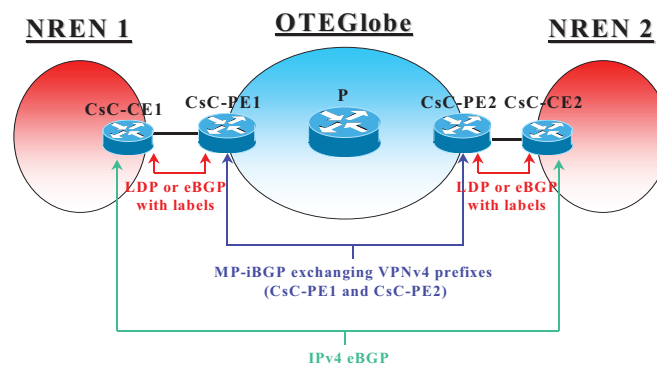 NREN 1
OTEGlobe
NREN 2
CsC-CE1
CsC-PE1
P
CsC-PE2
CsC-CE2
LDP or eBGP
with labels
LDP or eBGP
with labels
MP-iBGP exchanging VPNv4 prefixes
(CsC-PE1 and CsC-PE2)
IPv4 eBGP